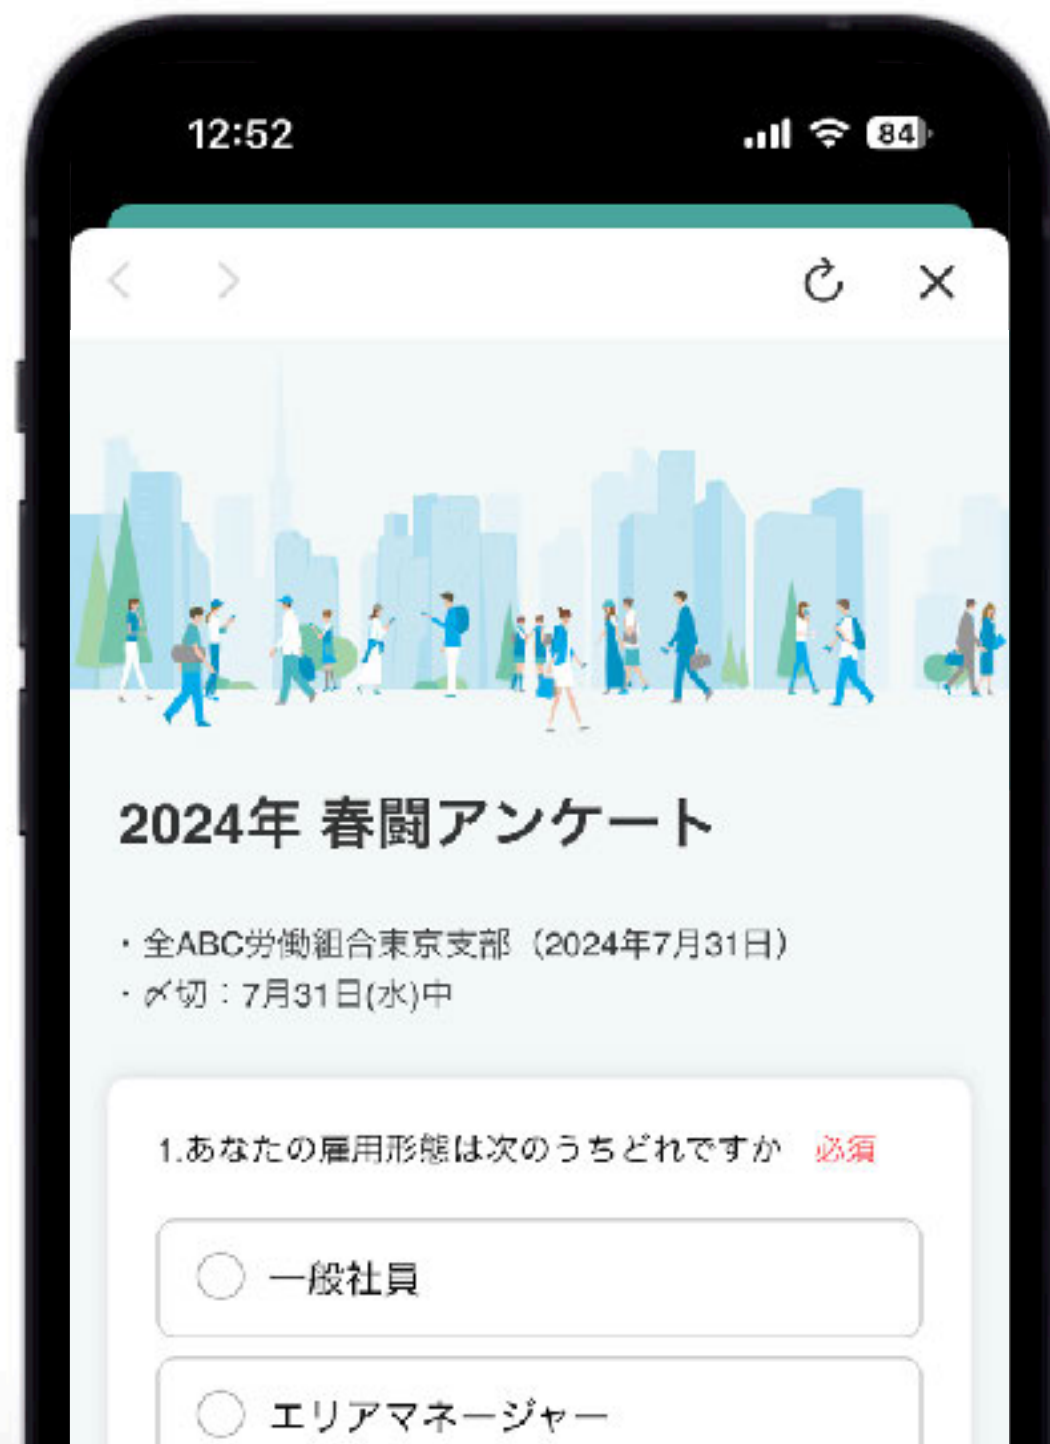 12:52
84
2024年 春闘アンケート
・全ABC労働組合東京支部（2024年7月31日）
・〆切：7月31日(水)中
1.あなたの雇用形態は次のうちどれですか 必須
一般社員
エリアマネージャー